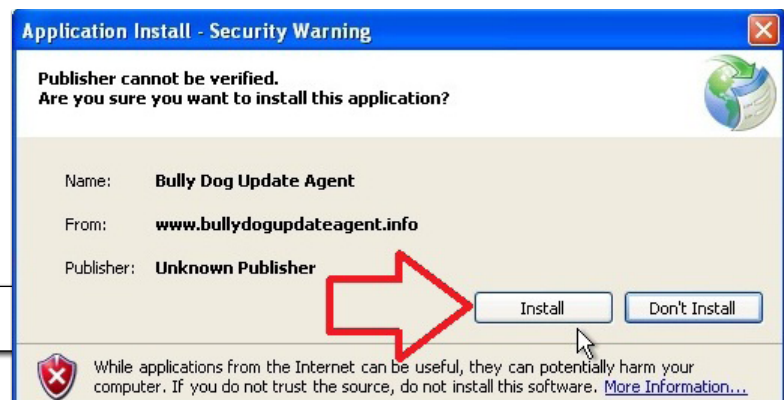 Application Install - Security Warning
Publisher cannot be verified.
Are you sure you want to install this application?
Name: Bully Dog Update Agent
From: www.bullydogupdateagent.info
Publisher: Unknown Publisher
Install Don't Install
While applications from the Internet can be useful, they can potentially harm your
computer. If you do not trust the source, do not install this software. More Information...